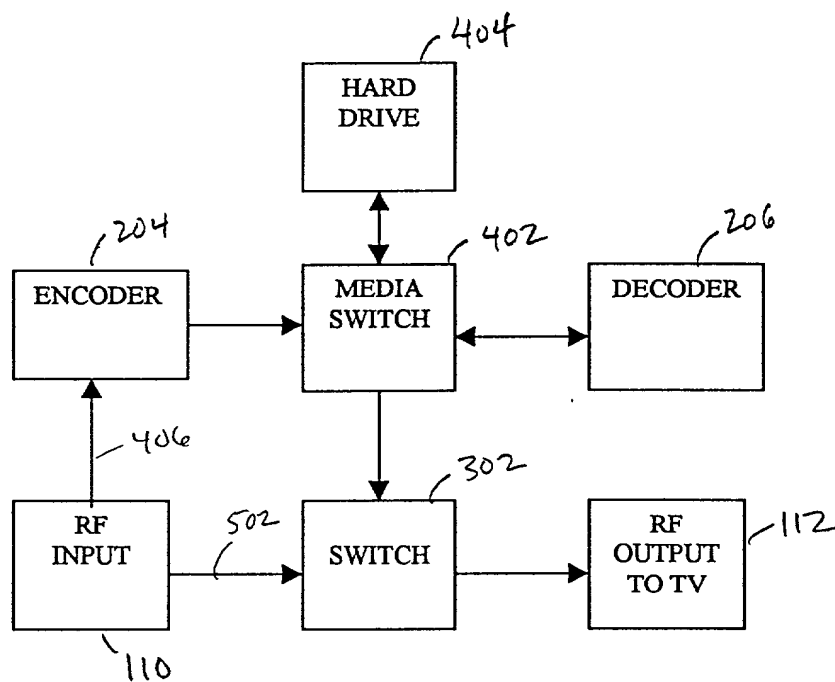 404
HARD
DRIVE
204
402
206
ENCODER
MEDIA
SWITCH
DECODER
406
302
RF
INPUT
502
SWITCH
RF
OUTPUT
TO TV
112
110